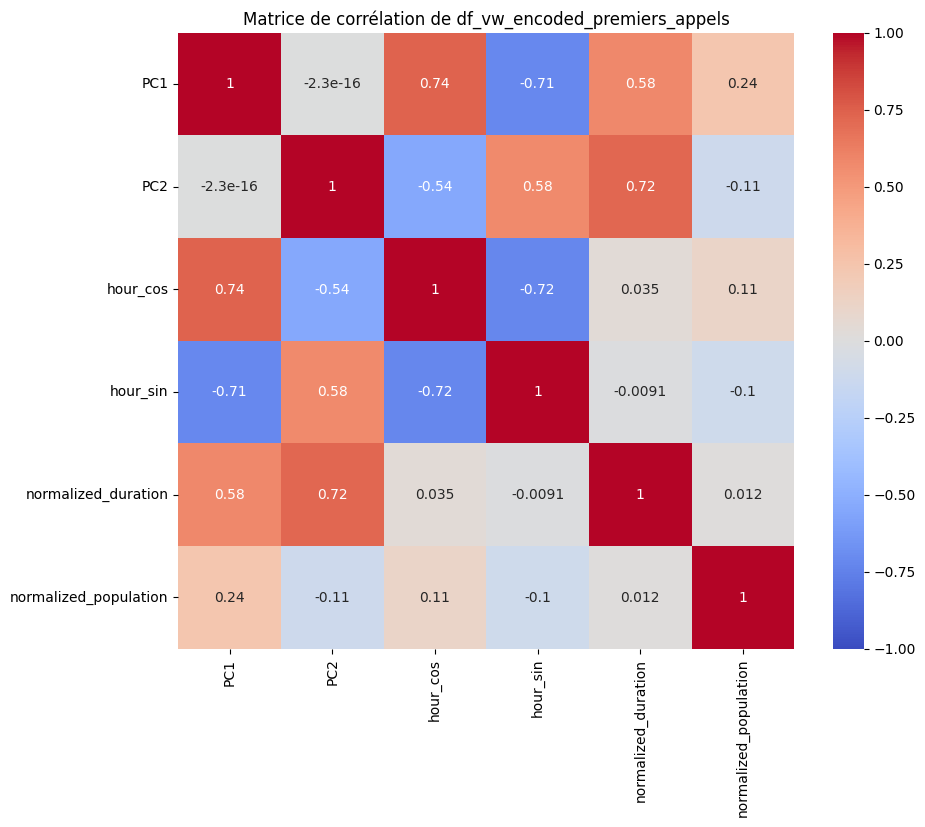 Matrice de corrélation de df_vw_encoded_premiers_appels
PC1 1 -2.3e-16 0.74 -0.71 0.58 0.24
PC2 -2.3e-16 1 -0.54 0.58 0.72 -0.11
hour_cos 0.74 -0.54 1 -0.72 0.035 0.11
hour_sin -0.71 0.58 -0.72 1 -0.0091 -0.1
normalized_duration 0.58 0.72 0.035 -0.0091 1 0.012
normalized_population 0.24 -0.11 0.11 -0.1 0.012 1
PC1
PC2
hour_cos
hour_sin
normalized_duration
normalized_population
1.00
0.75
0.50
0.25
0.00
−0.25
−0.50
−0.75
−1.00